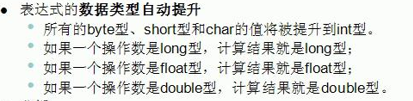 表达式的数据类型自动提升
所有的byte型、short型和char的值将被提升到int型。
如果一个操作数是long型，计算结果就是long型；
如果一个操作数是float型，计算结果就是float型；
如果一个操作数是double型，计算结果就是double型。